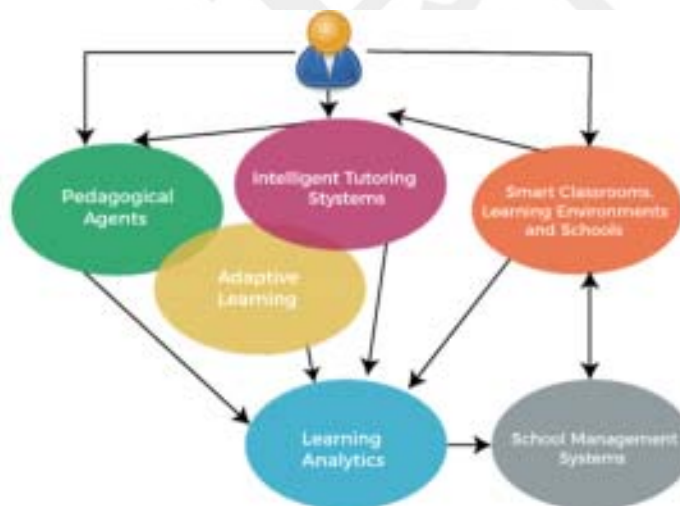 Intelligent Tutoring
Stystems
Pedagogical
Agents
Smart Classrooms,
Learning Environments
and Schools
Adaptive
Learning
Learning
Analytics
School Management
Systems